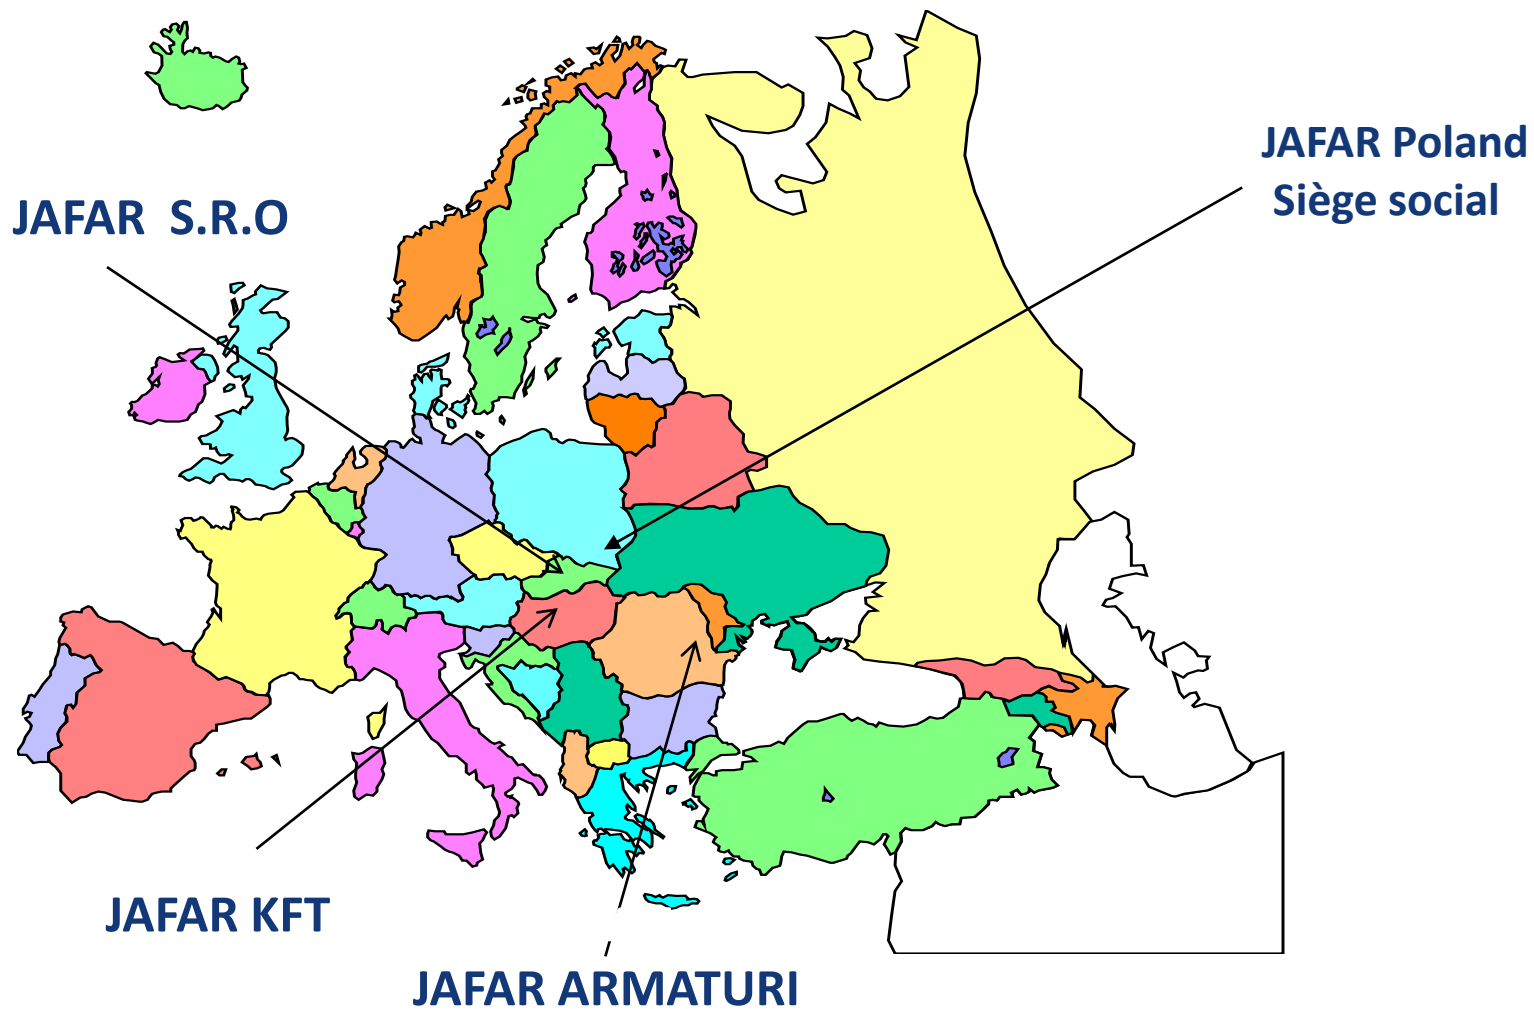 JAFAR Poland
Siège social
JAFAR S.R.O
JAFAR KFT
JAFAR ARMATURI